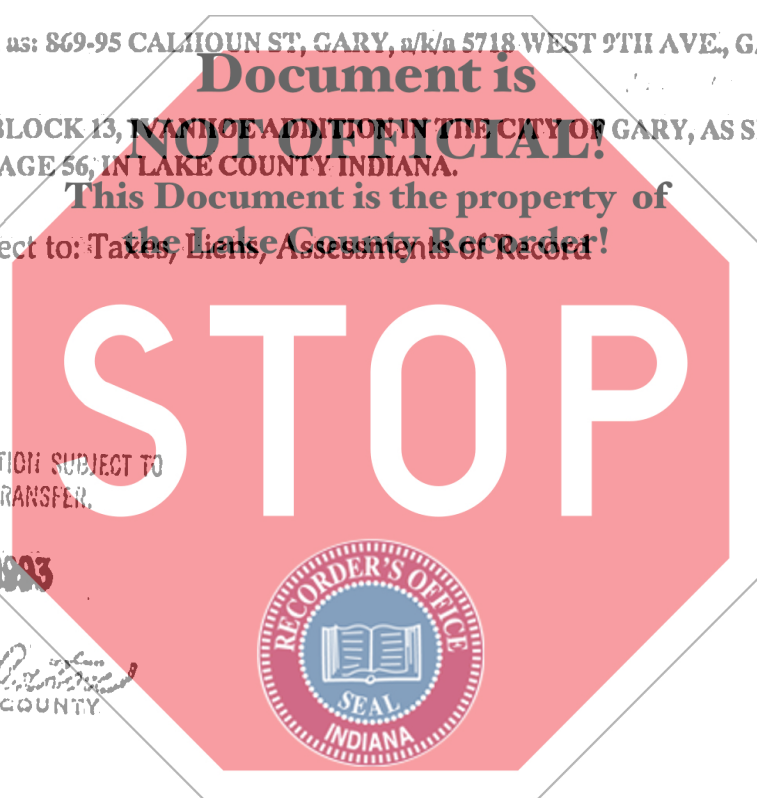 as: 869-95 CALHOUN ST, GARY, a/k/a 5718 WEST 9TH AVE., GA
Document is
BLOCK 13, IVANHOE ADDITION IN THE CITY OF GARY, AS S
NOT OFFICIAL!
AGE 56, IN LAKE COUNTY INDIANA.
This Document is the property of
the Lake County Recorder!
ect to: Taxes, Liens, Assessments of Record
STOP
TION SUBJECT TO
RANSFER.
COUNTY
RECORDER'S OFFICE
SEAL
INDIANA